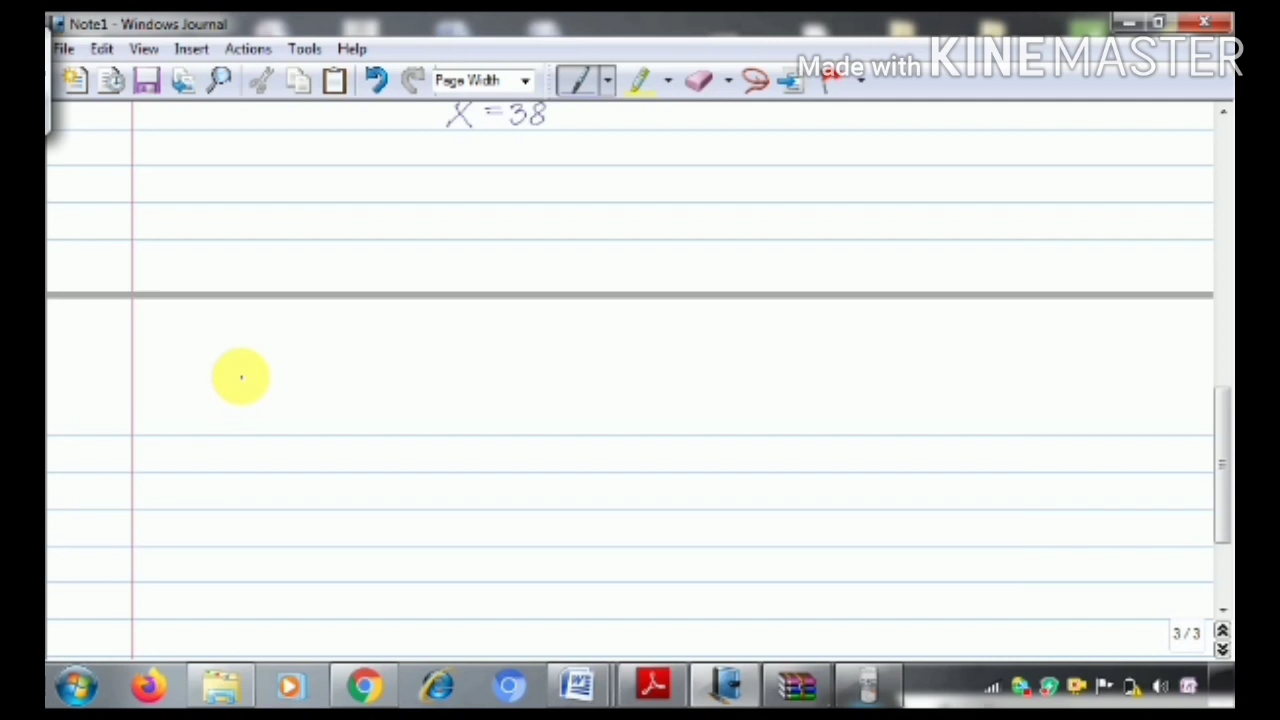 Note1 - Windows Journal
File Edit View Insert Actions Tools Help
Made with KINEMASTER
Page Width
X = 38
3 / 3